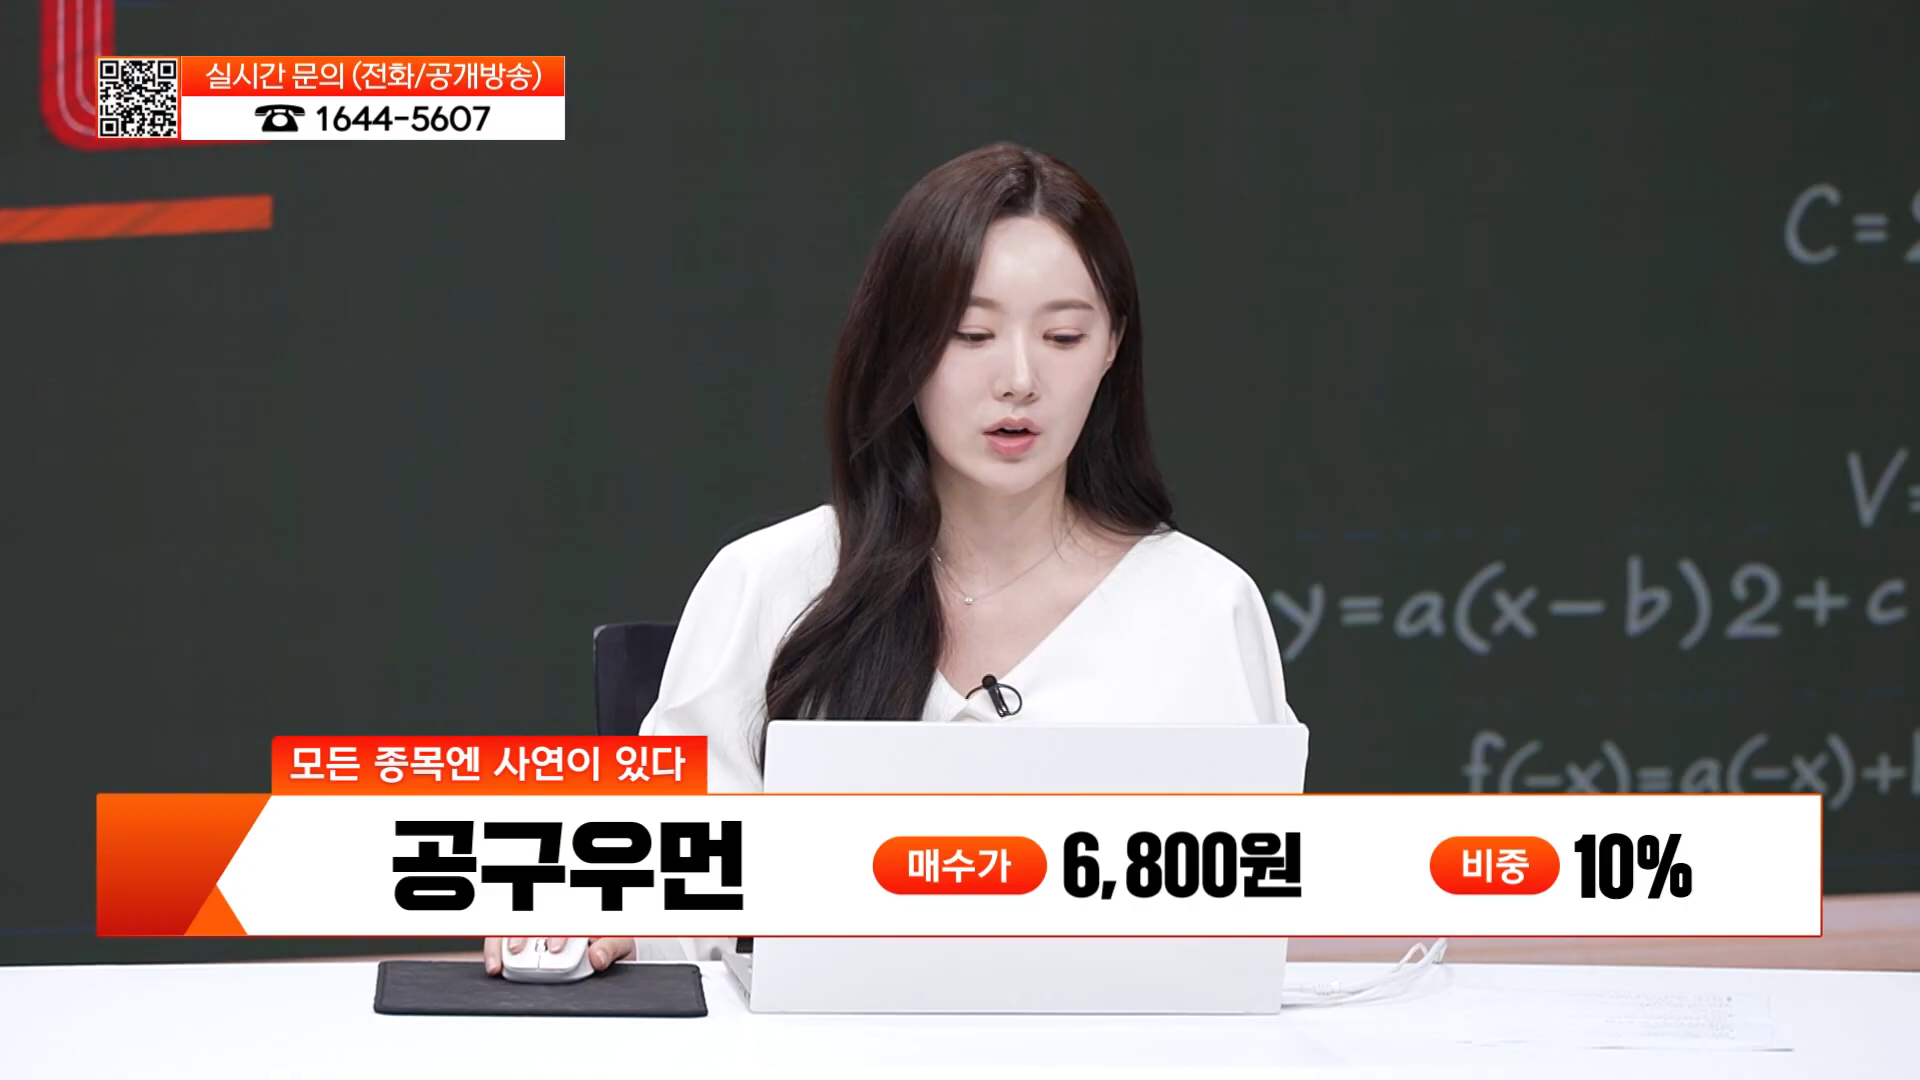 실시간 문의 (전화/공개방송)
☎ 1644-5607
C=
V=
y=a(x-b)2+c
f(-x)=a(-x)+
모든 종목엔 사연이 있다
공구우먼 매수가 6,800원 비중 10%